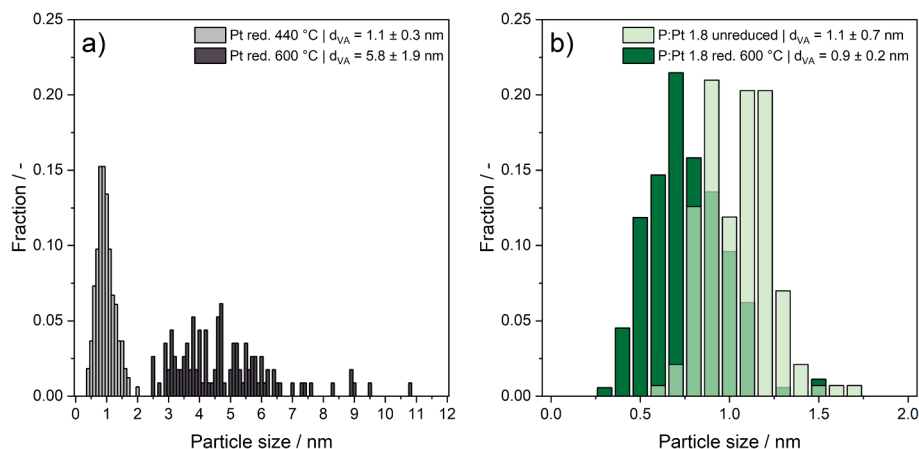 a)
Pt red. 440 °C | dVA = 1.1 ± 0.3 nm
Pt red. 600 °C | dVA = 5.8 ± 1.9 nm
0.25
0.20
0.15
0.10
0.05
0.00
Fraction / -
0 1 2 3 4 5 6 7 8 9 10 11 12
Particle size / nm
b)
P:Pt 1.8 unreduced | dVA = 1.1 ± 0.7 nm
P:Pt 1.8 red. 600 °C | dVA = 0.9 ± 0.2 nm
0.25
0.20
0.15
0.10
0.05
0.00
Fraction / -
0.0 0.5 1.0 1.5 2.0
Particle size / nm